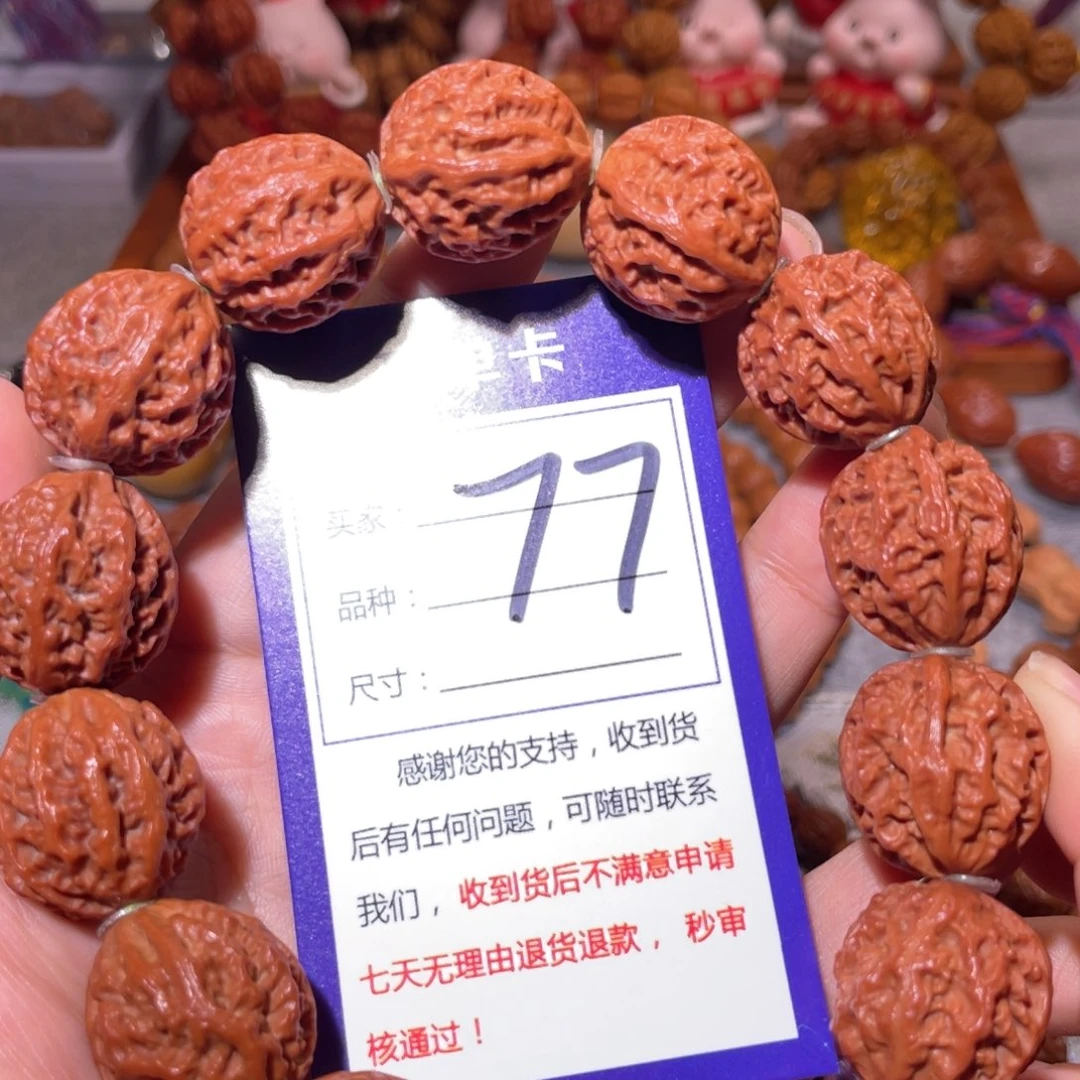 卡
77
买家：
品种：
尺寸：
感谢您的支持，收到货
后有任何问题，可随时联系
我们，收到货后不满意申请
七天无理由退货退款，秒审
核通过！